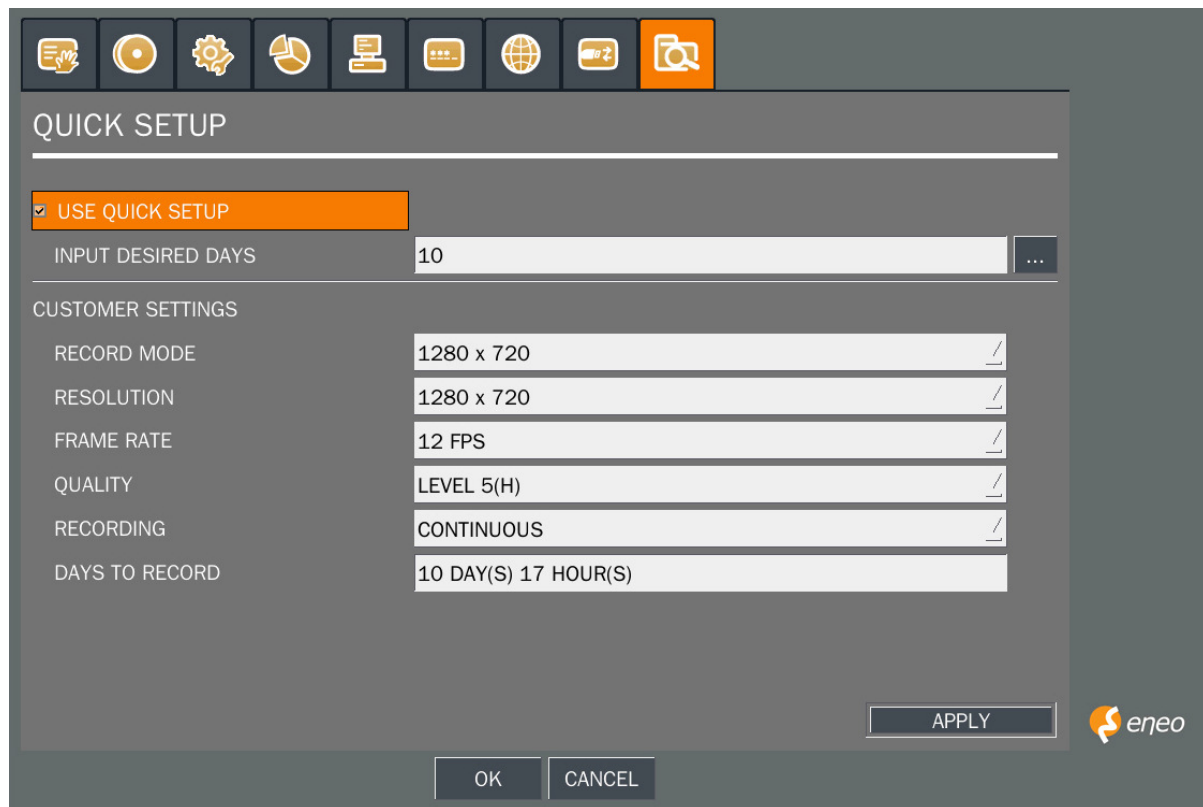 QUICK SETUP
USE QUICK SETUP
INPUT DESIRED DAYS 10 ...
CUSTOMER SETTINGS
RECORD MODE 1280 x 720
RESOLUTION 1280 x 720
FRAME RATE 12 FPS
QUALITY LEVEL 5(H)
RECORDING CONTINUOUS
DAYS TO RECORD 10 DAY(S) 17 HOUR(S)
APPLY
eneo
OK CANCEL